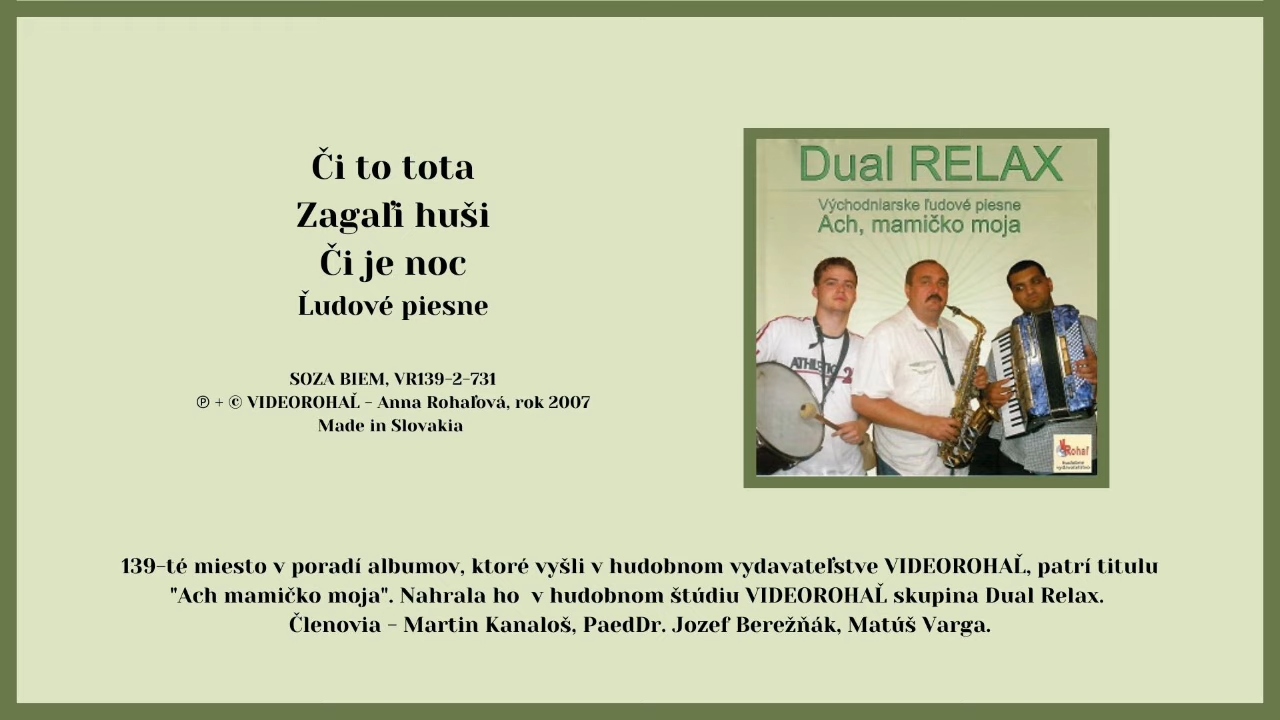 Či to tota
Zagaľi huši
Či je noc
Ľudové piesne
SOZA BIEM, VR139-2-731
℗ + © VIDEOROHAĽ - Anna Rohaľová, rok 2007
Made in Slovakia
Dual RELAX
Východniarske ľudové piesne
Ach, mamičko moja
ATHLETIC 2
Rohaľ
139-té miesto v poradí albumov, ktoré vyšli v hudobnom vydavateľstve VIDEOROHAĽ, patrí titulu
"Ach mamičko moja". Nahrala ho  v hudobnom štúdiu VIDEOROHAĽ skupina Dual Relax.
Členovia - Martin Kanaloš, PaedDr. Jozef Berežňák, Matúš Varga.